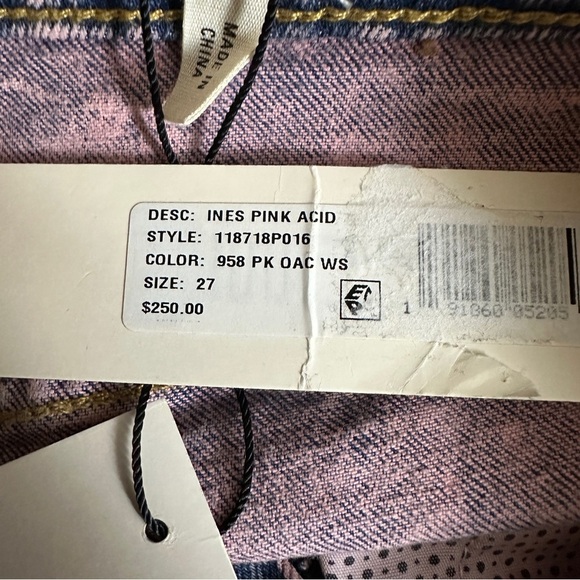 MADE IN
CHINA
DESC: INES PINK ACID
STYLE: 118718P016
COLOR: 958 PK OAC WS
SIZE: 27
$250.00
1 91060 05205